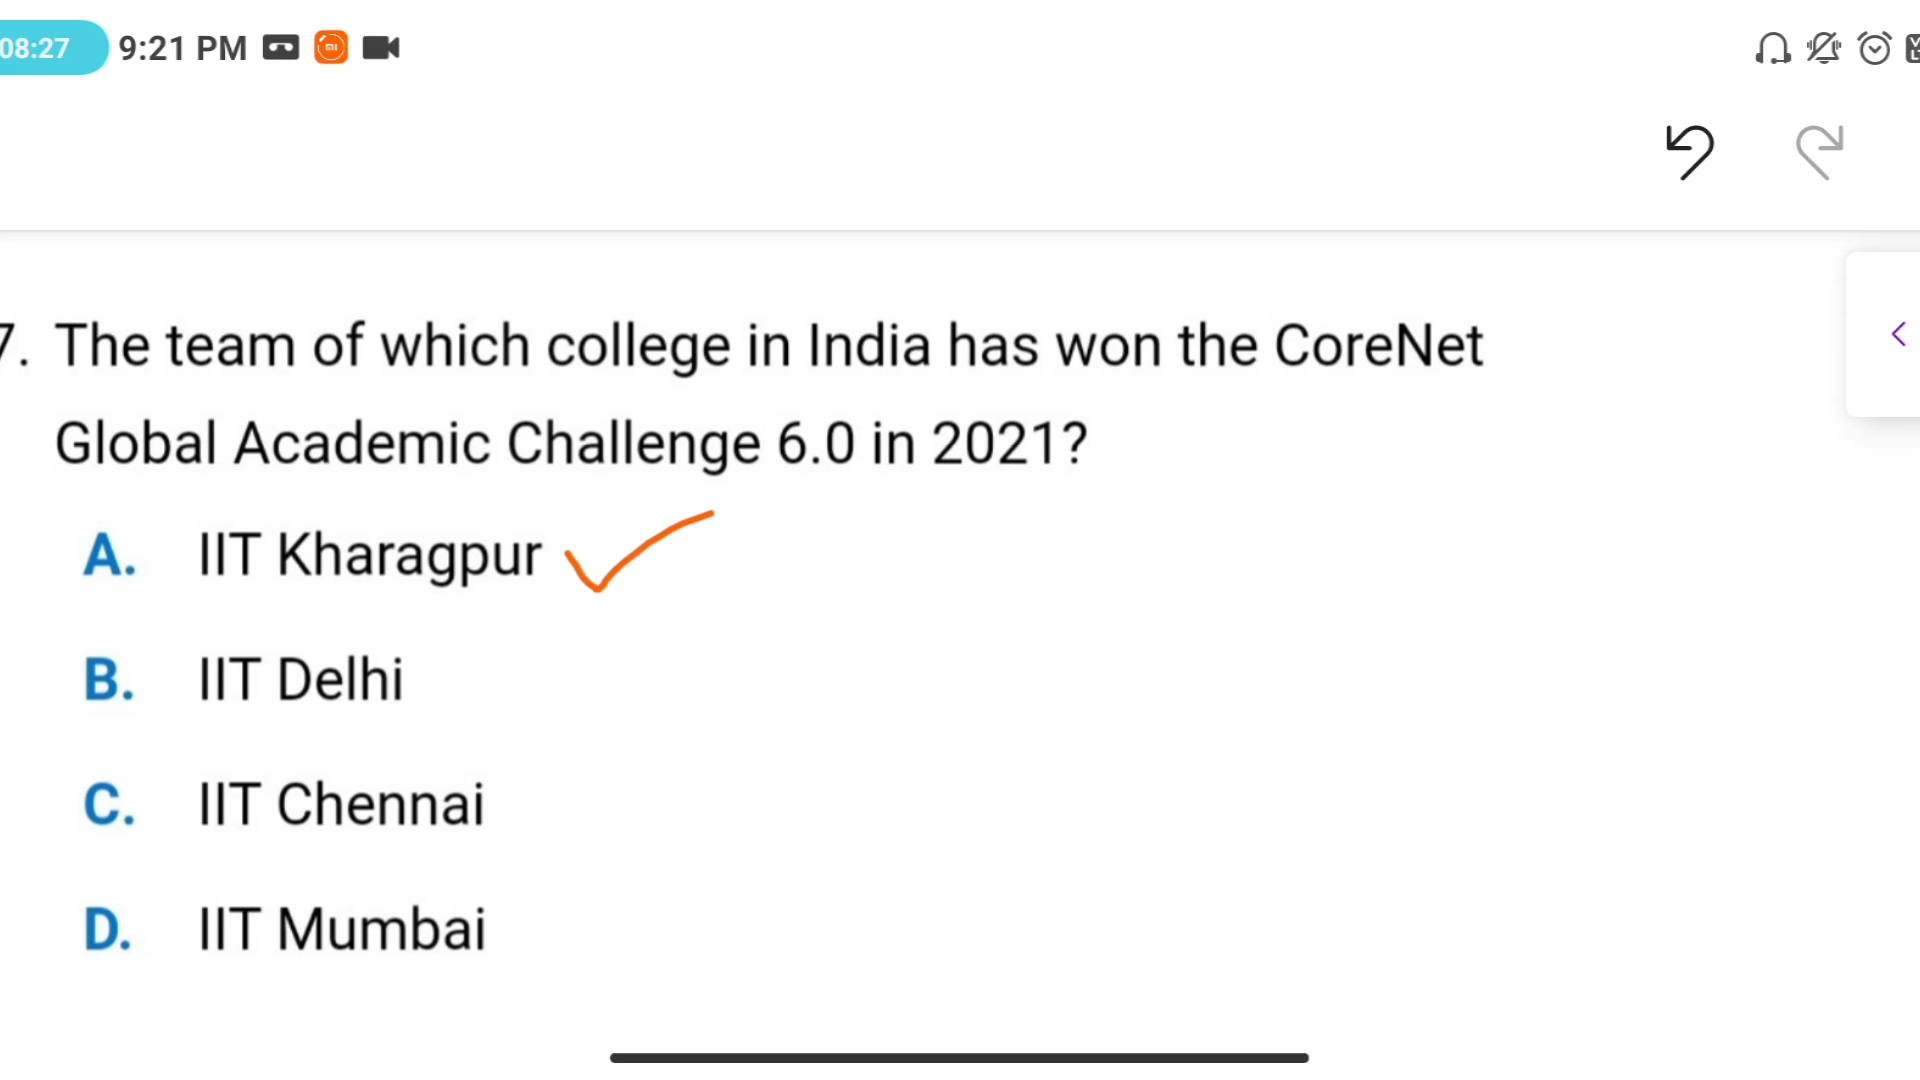 08:27 9:21 PM
7. The team of which college in India has won the CoreNet
Global Academic Challenge 6.0 in 2021?
A. IIT Kharagpur
B. IIT Delhi
C. IIT Chennai
D. IIT Mumbai